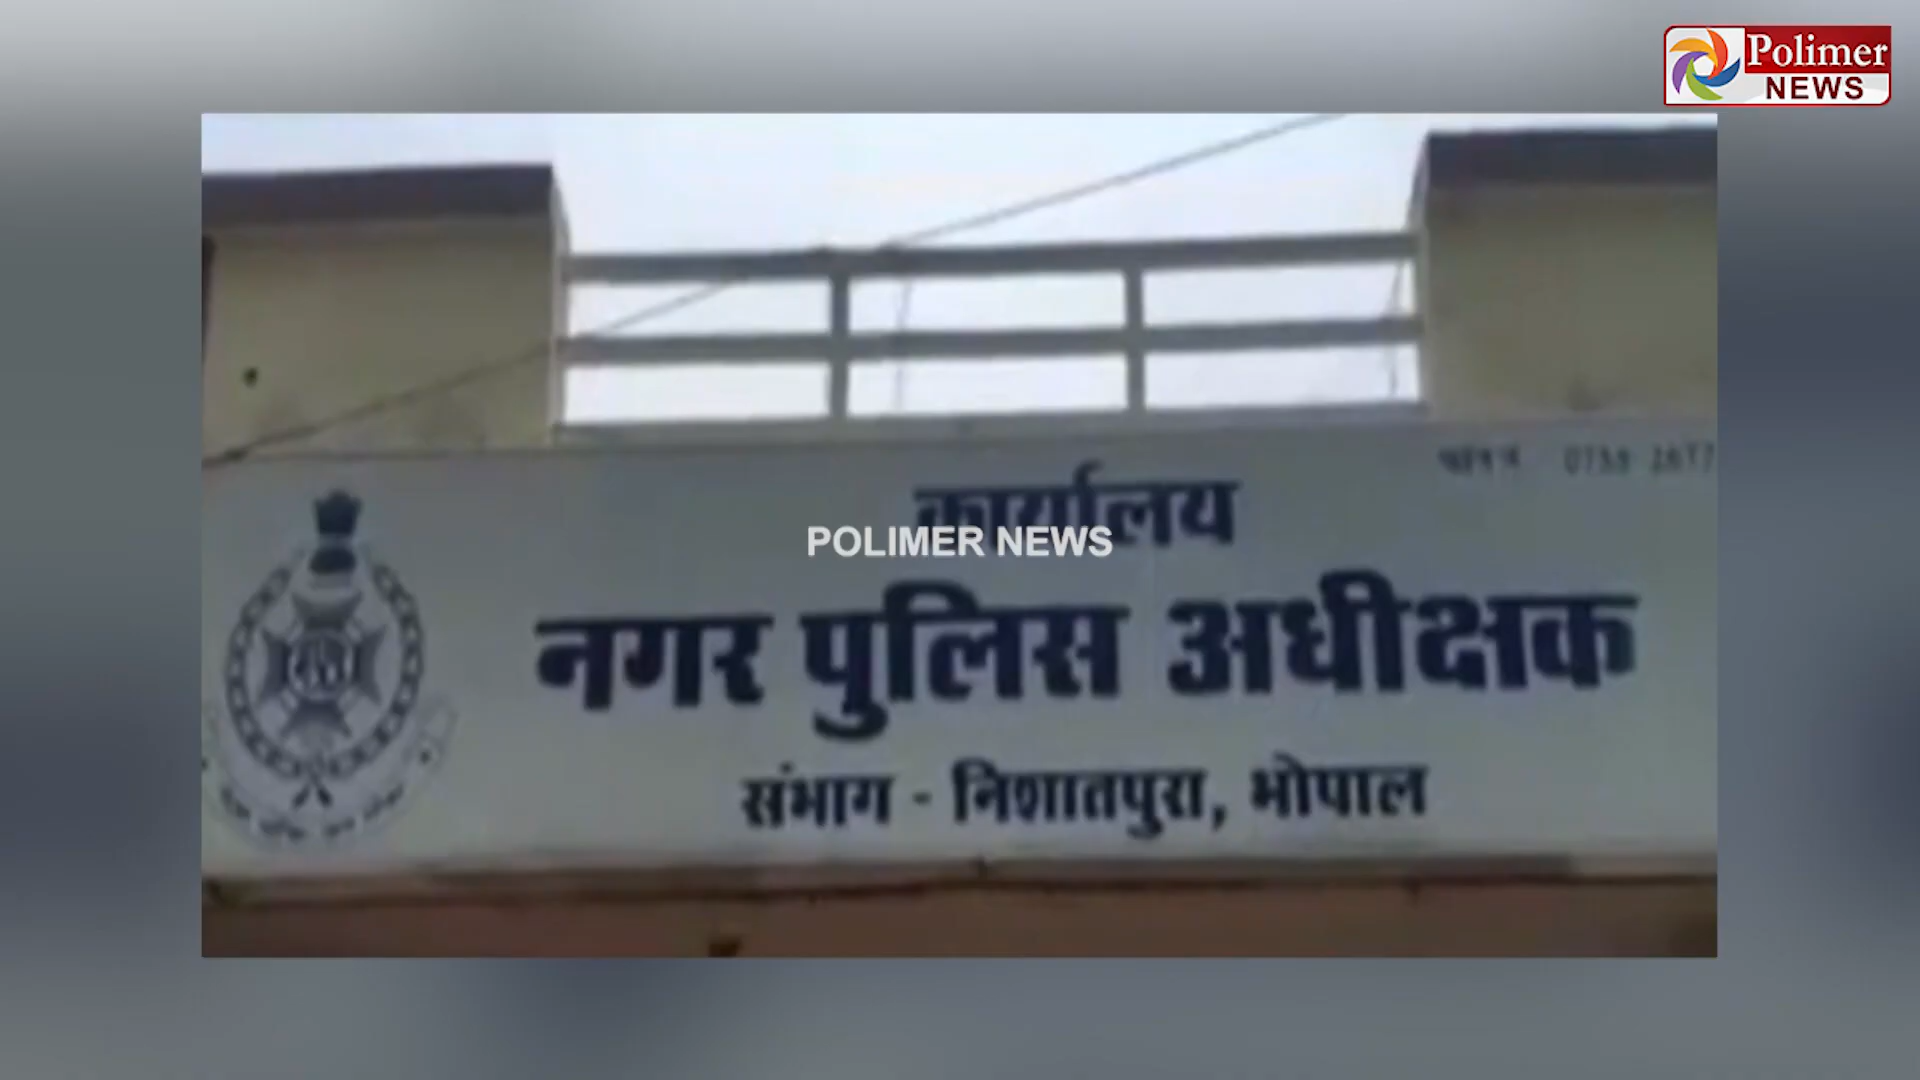 Polimer
NEWS
कार्यालय
POLIMER NEWS
नगर पुलिस अधीक्षक
संभाग - निशातपुरा, भोपाल